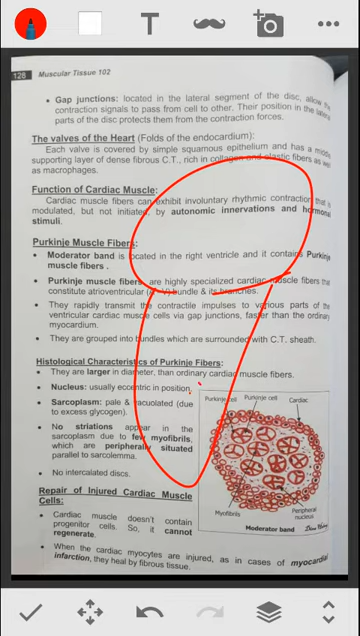 T
128 Muscular Tissue 102
• Gap junctions: located in the lateral segment of the disc, allow the
contraction signals to pass from cell to other. Their position in the lateral
parts of the disc protects them from the contraction forces.
The valves of the Heart (Folds of the endocardium):
Each valve is covered by simple squamous epithelium and has a middle
supporting layer of dense fibrous C.T., rich in collagen and elastic fibers as well
as macrophages.
Function of Cardiac Muscle:
Cardiac muscle fibers can exhibit involuntary rhythmic contraction that is
modulated, but not initiated, by autonomic innervations and hormonal
stimuli.
Purkinje Muscle Fibers:
• Moderator band is located in the right ventricle and it contains Purkinje
muscle fibers .
• Purkinje muscle fibers, are highly specialized cardiac muscle fibers that
constitute atrioventricular (A-V) bundle & its branches.
• They rapidly transmit the contractile impulses to various parts of the
ventricular cardiac muscle cells via gap junctions, faster than the ordinary
myocardium.
• They are grouped into bundles which are surrounded with C.T. sheath.
Histological Characteristics of Purkinje Fibers:
• They are larger in diameter, than ordinary cardiac muscle fibers.
• Nucleus: usually eccentric in position.
• Sarcoplasm: pale & vacuolated (due
to excess glycogen).
• No striations appear in the
sarcoplasm due to few myofibrils,
which are peripherally situated
parallel to sarcolemma.
• No intercalated discs.
Purkinje cell Purkinje cell Cardiac
Myofibrils Peripheral
nucleus
Moderator band
Repair of Injured Cardiac Muscle
Cells:
• Cardiac muscle doesn't contain
progenitor cells. So, it cannot
regenerate.
• When the cardiac myocytes are injured, as in cases of myocardial
infarction, they heal by fibrous tissue.